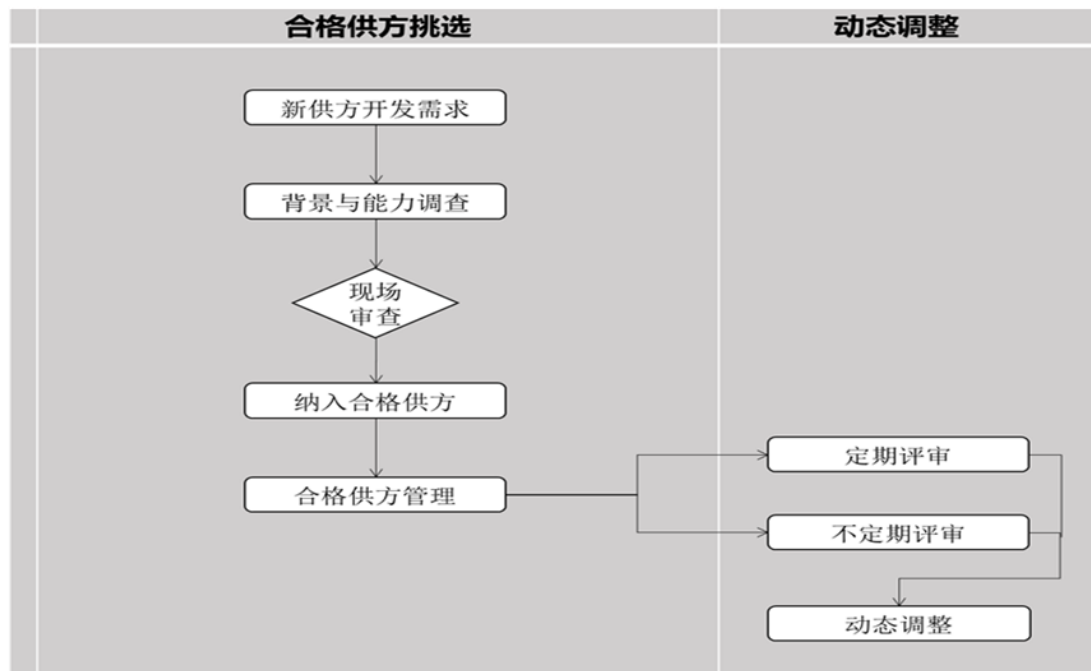 合格供方挑选
动态调整
新供方开发需求
背景与能力调查
现场
审查
纳入合格供方
合格供方管理
定期评审
不定期评审
动态调整